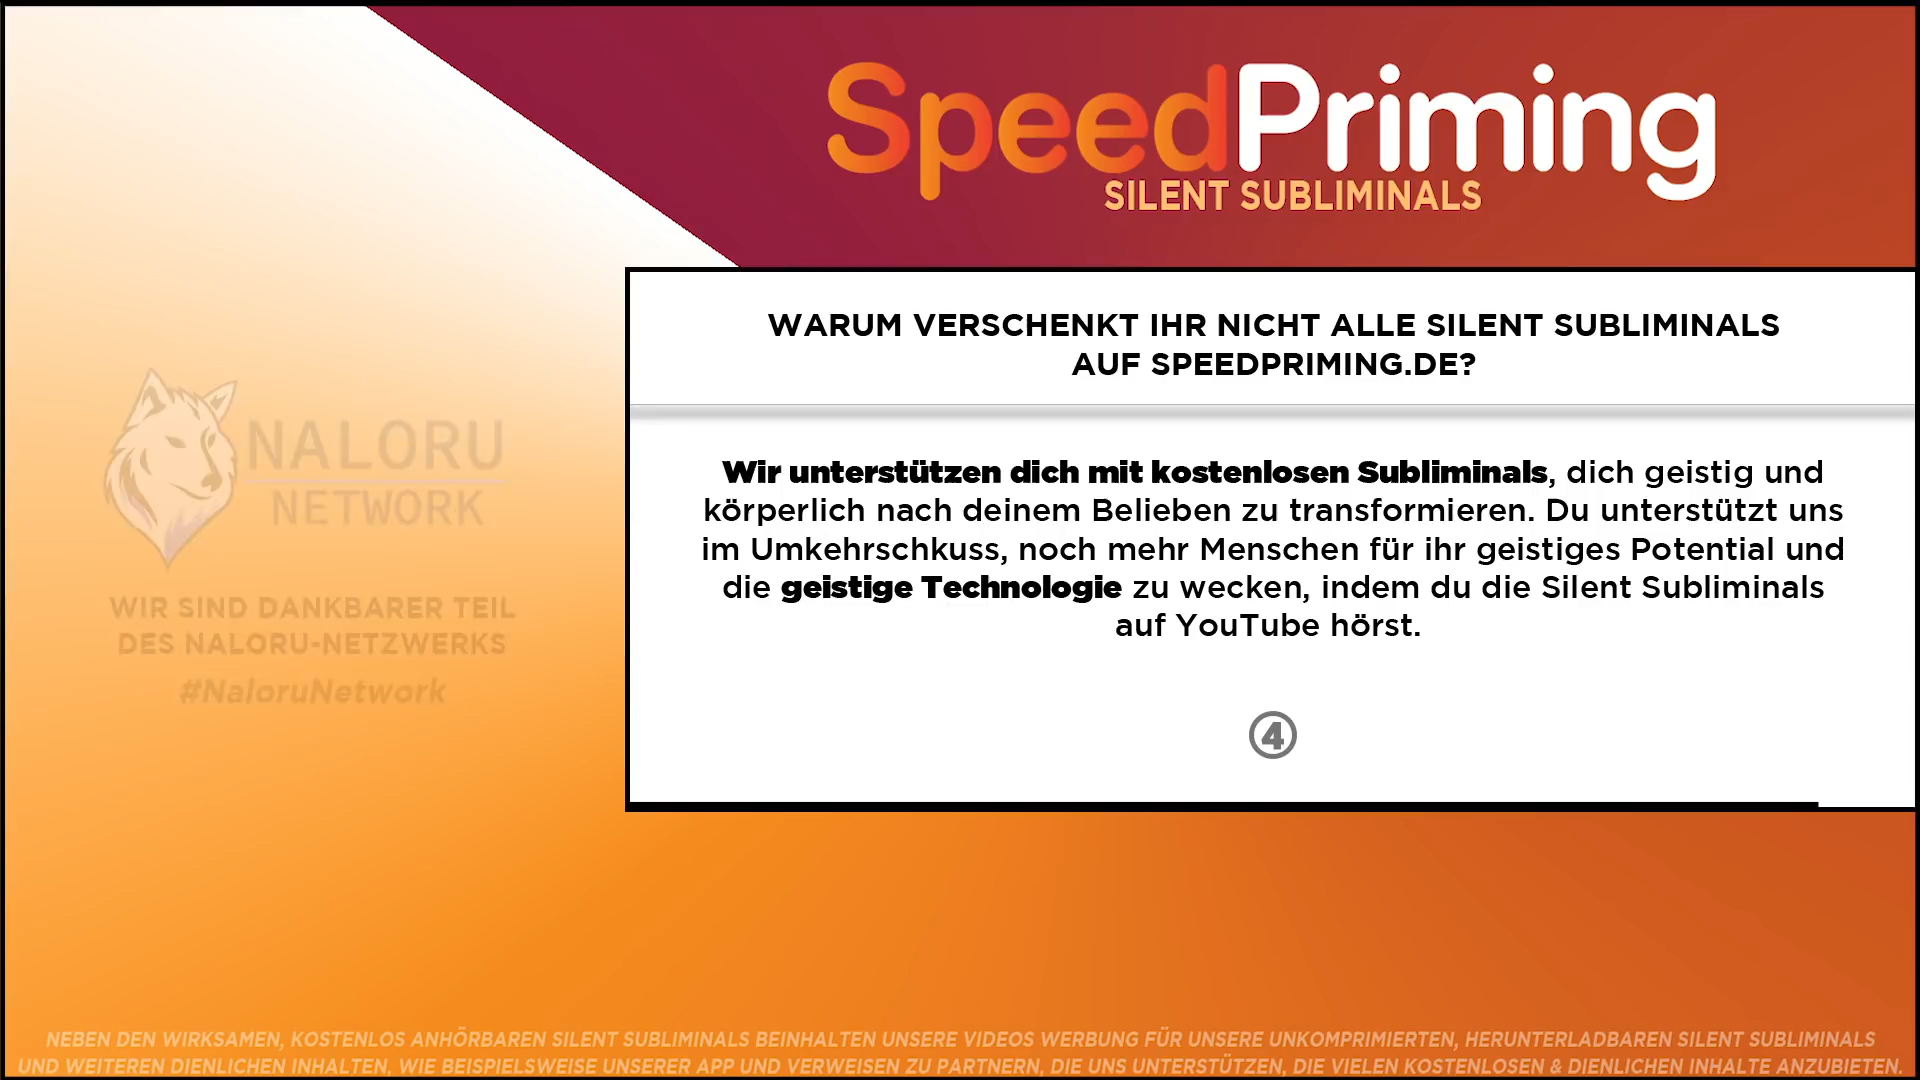 SpeedPriming
SILENT SUBLIMINALS
WARUM VERSCHENKT IHR NICHT ALLE SILENT SUBLIMINALS
AUF SPEEDPRIMING.DE?
Wir unterstützen dich mit kostenlosen Subliminals, dich geistig und
körperlich nach deinem Belieben zu transformieren. Du unterstützt uns
im Umkehrschkuss, noch mehr Menschen für ihr geistiges Potential und
die geistige Technologie zu wecken, indem du die Silent Subliminals
auf YouTube hörst.
4
NALORU
NETWORK
WIR SIND DANKBARER TEIL
DES NALORU-NETZWERKS
#NaloruNetwork
NEBEN DEN WIRKSAMEN, KOSTENLOS ANHÖRBAREN SILENT SUBLIMINALS BEINHALTEN UNSERE VIDEOS WERBUNG FÜR UNSERE UNKOMPRIMIERTEN, HERUNTERLADBAREN SILENT SUBLIMINALS
UND WEITEREN DIENLICHEN INHALTEN, WIE BEISPIELSWEISE UNSERER APP UND VERWEISEN ZU PARTNERN, DIE UNS UNTERSTÜTZEN, DIE VIELEN KOSTENLOSEN & DIENLICHEN INHALTE ANZUBIETEN.